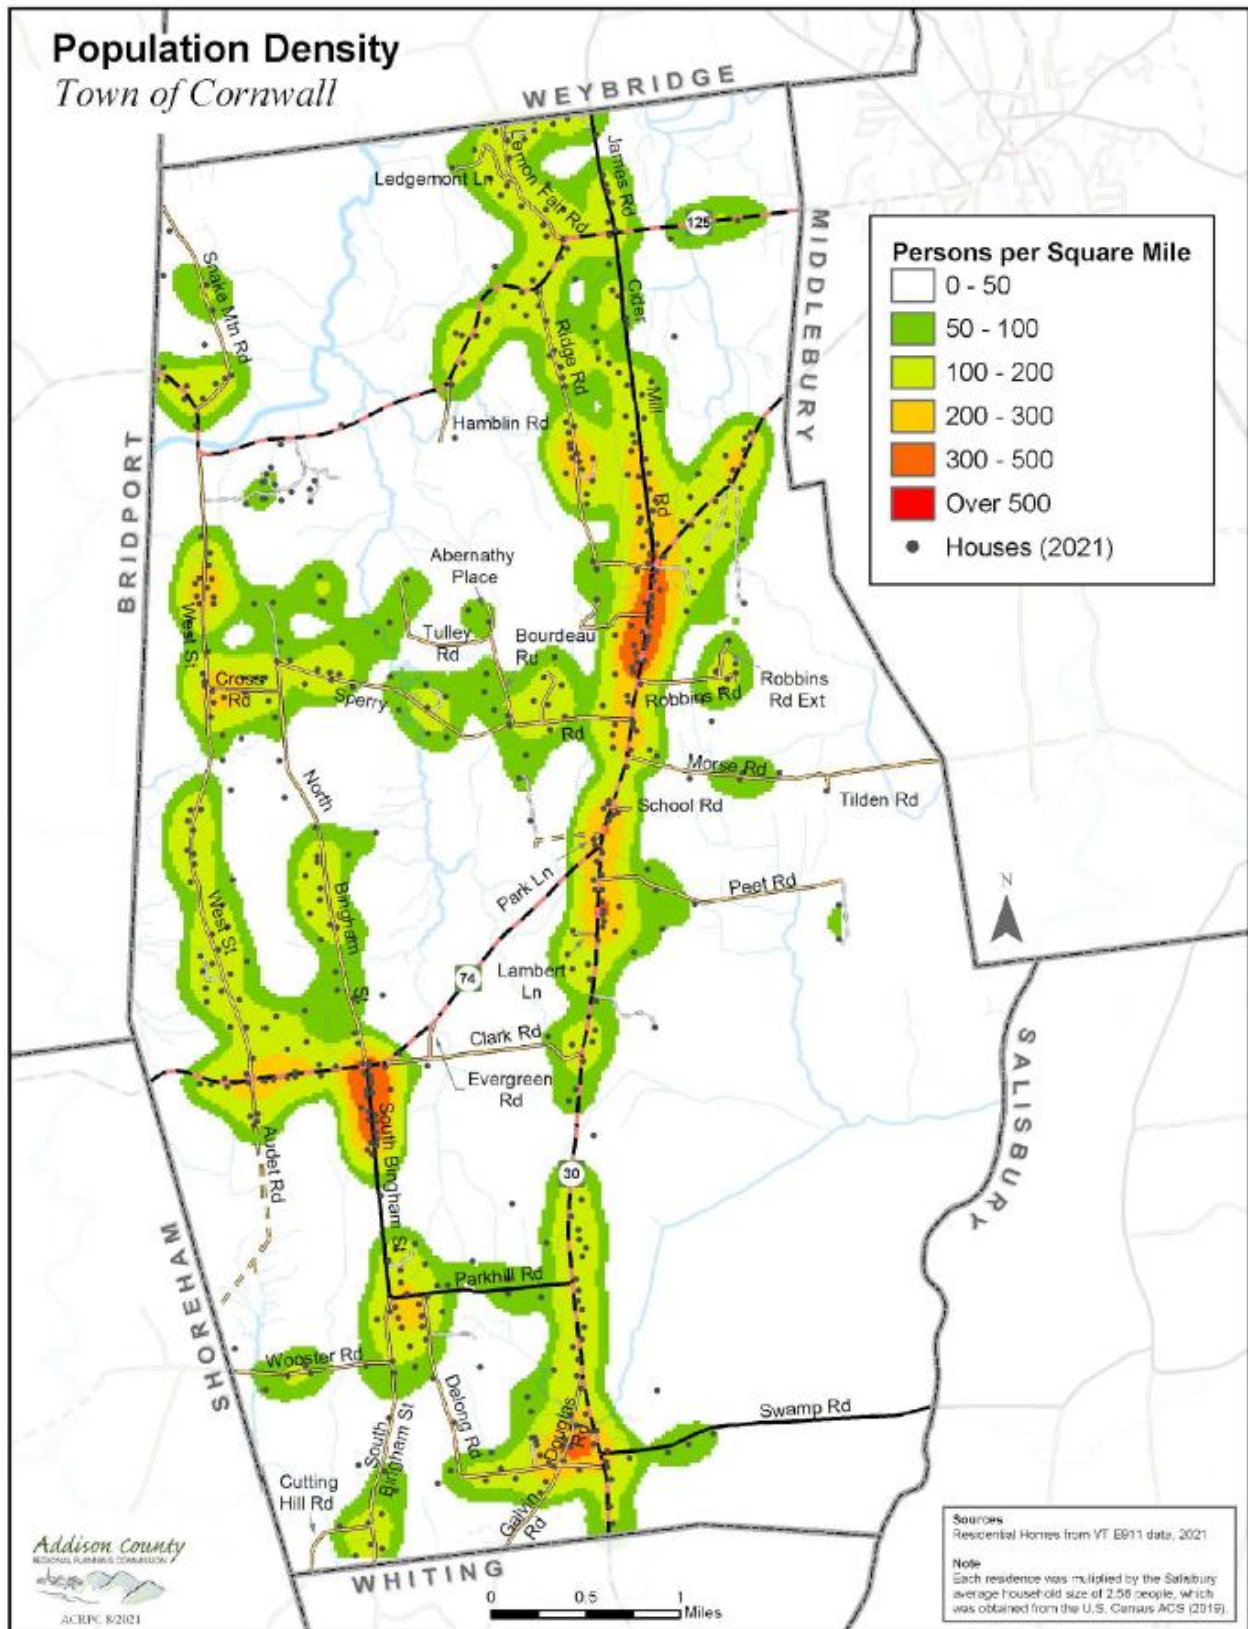 Population Density
Town of Cornwall
WEYBRIDGE
Ledgemont Ln
Lemon Fair Rd
James Rd
125
MIDDLEBURY
Persons per Square Mile
0 - 50
50 - 100
100 - 200
200 - 300
300 - 500
Over 500
Houses (2021)
Snake Mtn Rd
Cider
Ridge Rd
Mill
Hamblin Rd
BRIDPORT
Rd
Abernathy
Place
West St
Tulley
Rd
Bourdeau
Rd
Cross
Rd
Sperry
Rd
Robbins Rd
Robbins
Rd Ext
North
Morse Rd
School Rd
Tilden Rd
Park Ln
Peet Rd
N
West St
Bingham
St
74
Lambert
Ln
Clark Rd
Evergreen
Rd
SALISBURY
Audet Rd
South Bingham St
30
SHOREHAM
Parkhill Rd
Wooster Rd
Delong Rd
Douglas
Rd
Swamp Rd
South
Bingham St
Cutting
Hill Rd
Galvin
Rd
WHITING
0 0.5 1
Miles
Addison County
REGIONAL PLANNING COMMISSION
ACRPC 8/2021
Sources
Residential Homes from VT E911 data, 2021
Note
Each residence was muliplied by the Salisbury
average household size of 2.56 people, which
was obtained from the U.S. Census ACS (2019).